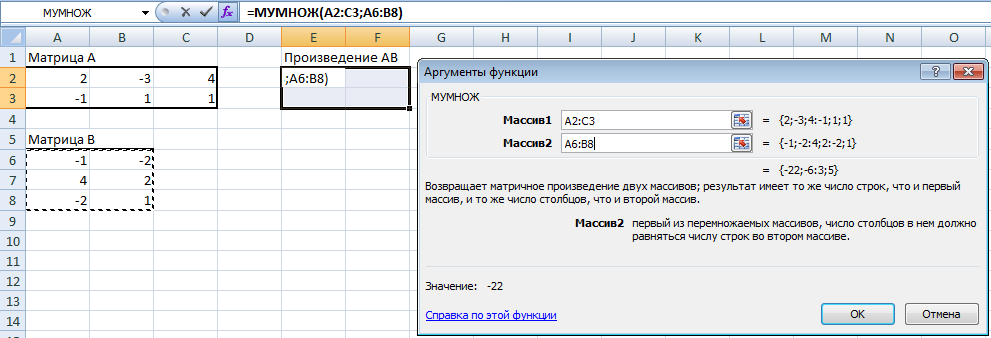 МУМНОЖ =МУМНОЖ(A2:C3;A6:B8)
A B C D E F G H I J K L M N O
1 Матрица А Произведение АВ
2 2 -3 4 ;A6:B8)
3 -1 1 1
4
5 Матрица В
6 -1 -2
7 4 2
8 -2 1
9
10
11
12
13
14
Аргументы функции
МУМНОЖ
Массив1 A2:C3 = {2;-3;4:-1;1;1}
Массив2 A6:B8 = {-1;-2:4;2:-2;1}
= {-22;-6:3;5}
Возвращает матричное произведение двух массивов; результат имеет то же число строк, что и первый
массив, и то же число столбцов, что и второй массив.
Массив2 первый из перемножаемых массивов, число столбцов в нем должно
равняться числу строк во втором массиве.
Значение: -22
Справка по этой функции
ОК Отмена